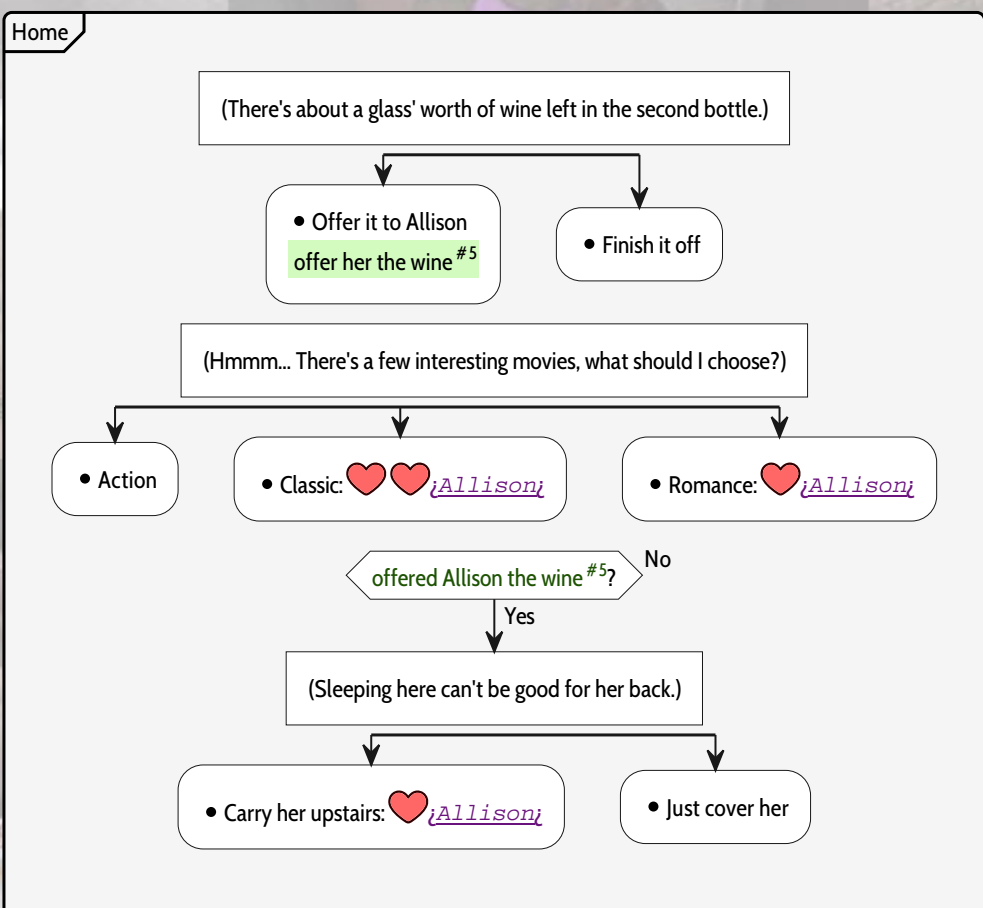 Home
(There's about a glass' worth of wine left in the second bottle.)
• Offer it to Allison
offer her the wine #5
• Finish it off
(Hmmm... There's a few interesting movies, what should I choose?)
• Action
• Classic: ¿Allison¿
• Romance: ¿Allison¿
offered Allison the wine #5?
No
Yes
(Sleeping here can't be good for her back.)
• Carry her upstairs: ¿Allison¿
• Just cover her